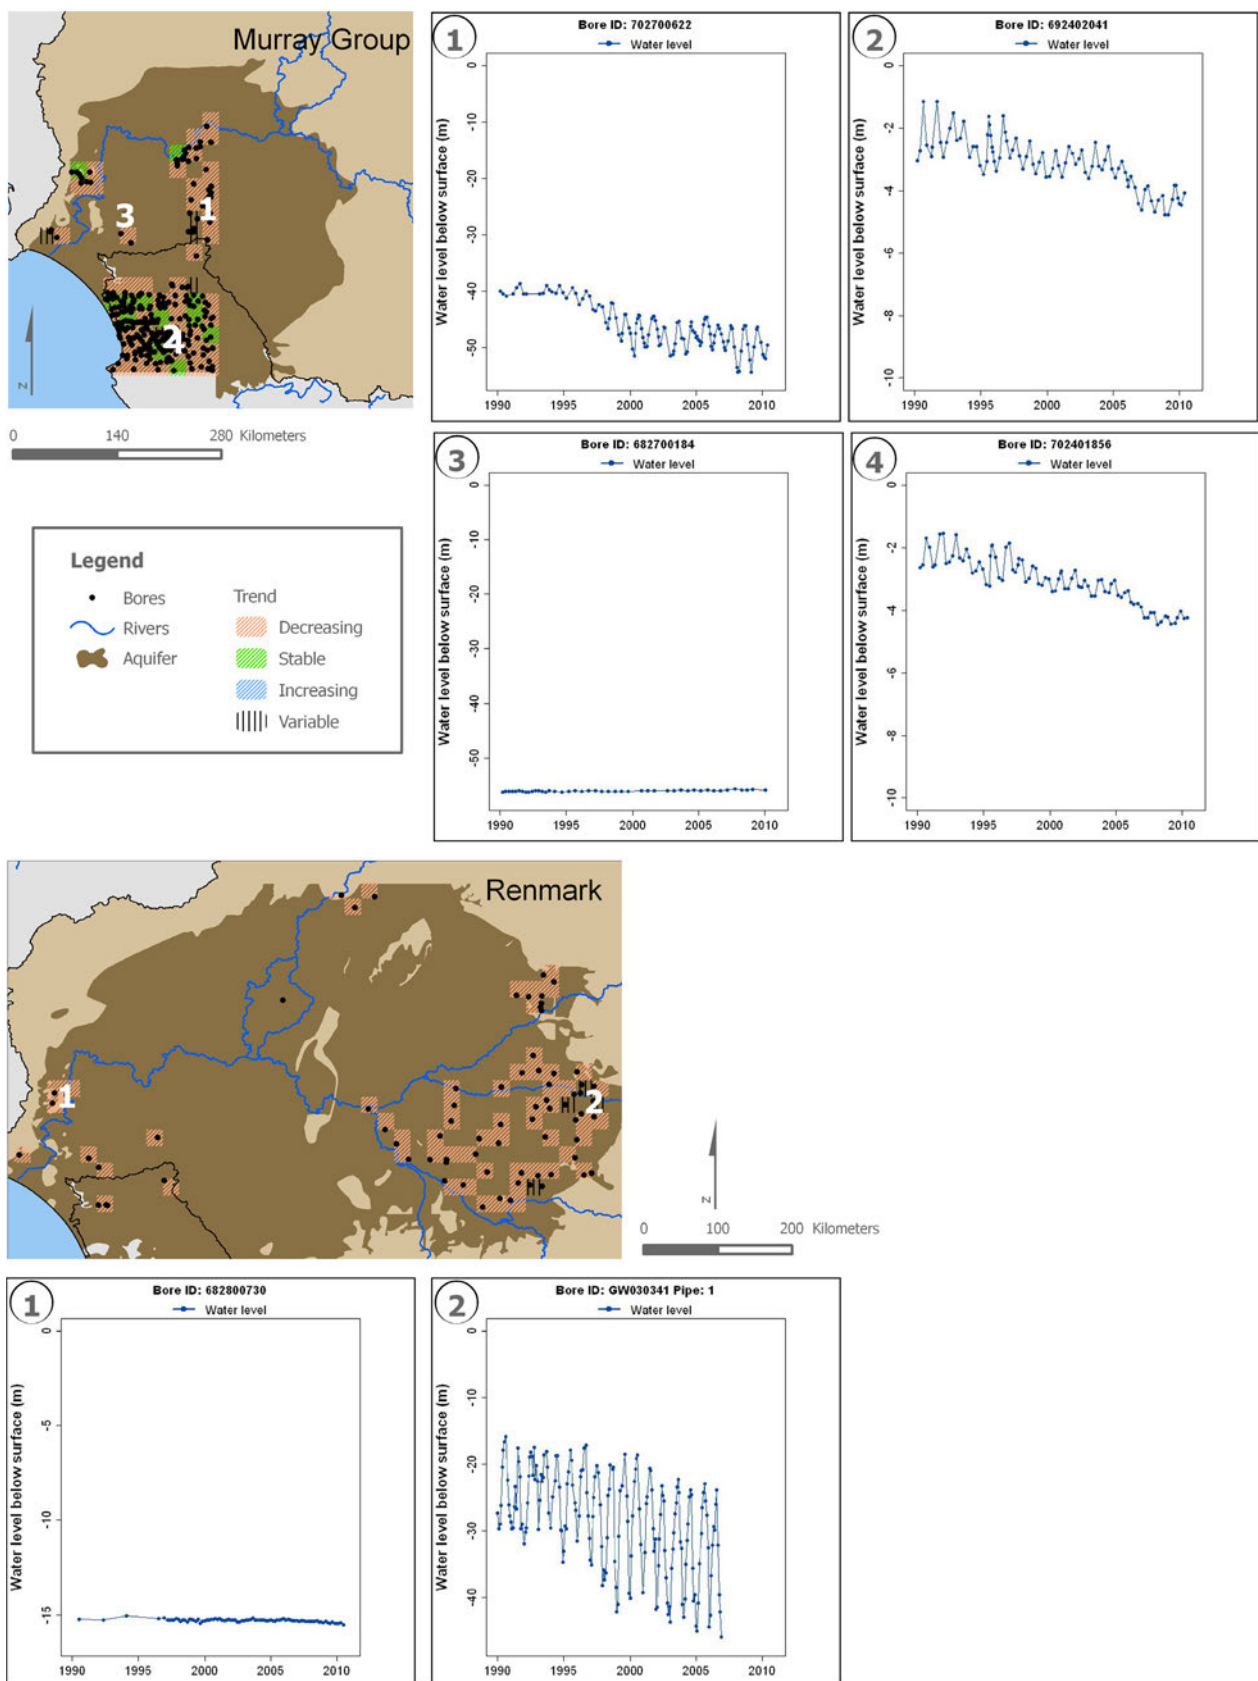 Murray Group
3
1
2
4
N
0 140 280 Kilometers
1
Bore ID: 702700622
Water level
Water level below surface (m)
0
-10
-20
-30
-40
-50
1990 1995 2000 2005 2010
2
Bore ID: 692402041
Water level
Water level below surface (m)
0
-2
-4
-6
-8
-10
1990 1995 2000 2005 2010
Legend
Bores
Rivers
Aquifer
Trend
Decreasing
Stable
Increasing
Variable
3
Bore ID: 682700184
Water level
Water level below surface (m)
0
-10
-20
-30
-40
-50
1990 1995 2000 2005 2010
4
Bore ID: 702401856
Water level
Water level below surface (m)
0
-2
-4
-6
-8
-10
1990 1995 2000 2005 2010
Renmark
1
2
N
0 100 200 Kilometers
1
Bore ID: 682800730
Water level
Water level below surface (m)
0
-5
-10
-15
1990 1995 2000 2005 2010
2
Bore ID: GW030341 Pipe: 1
Water level
Water level below surface (m)
0
-10
-20
-30
-40
1990 1995 2000 2005 2010